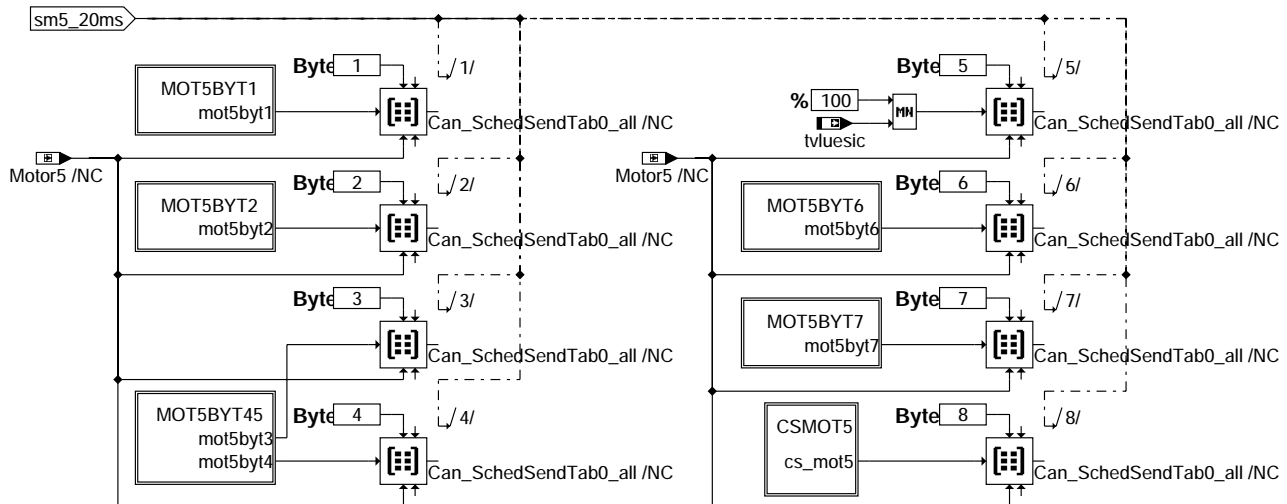 sm5_20ms
Byte 1
1/
MOT5BYT1
mot5byt1
Can_SchedSendTab0_all /NC
Motor5 /NC
Byte 2
2/
MOT5BYT2
mot5byt2
Can_SchedSendTab0_all /NC
Byte 3
3/
Can_SchedSendTab0_all /NC
MOT5BYT45
mot5byt3
mot5byt4
Byte 4
4/
Can_SchedSendTab0_all /NC
Byte 5
5/
% 100
MN
tvluesic
Can_SchedSendTab0_all /NC
Motor5 /NC
Byte 6
6/
MOT5BYT6
mot5byt6
Can_SchedSendTab0_all /NC
Byte 7
7/
MOT5BYT7
mot5byt7
Can_SchedSendTab0_all /NC
Byte 8
8/
CSMOT5
cs_mot5
Can_SchedSendTab0_all /NC